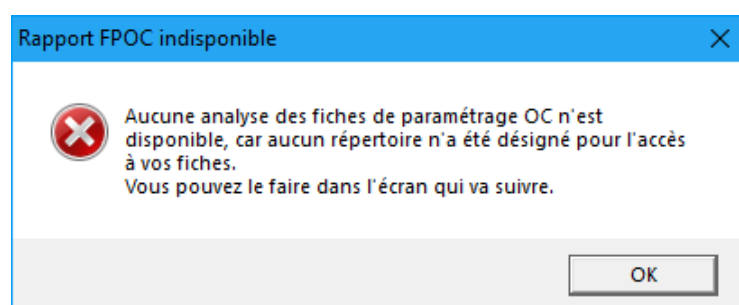 Rapport FPOC indisponible
Aucune analyse des fiches de paramétrage OC n'est
disponible, car aucun répertoire n'a été désigné pour l'accès
à vos fiches.
Vous pouvez le faire dans l'écran qui va suivre.
OK